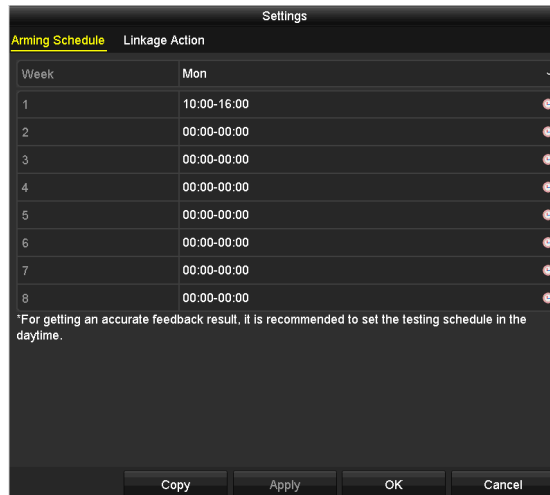 Settings
Arming Schedule Linkage Action
Week Mon
1 10:00-16:00
2 00:00-00:00
3 00:00-00:00
4 00:00-00:00
5 00:00-00:00
6 00:00-00:00
7 00:00-00:00
8 00:00-00:00
*For getting an accurate feedback result, it is recommended to set the testing schedule in the
daytime.
Copy Apply OK Cancel